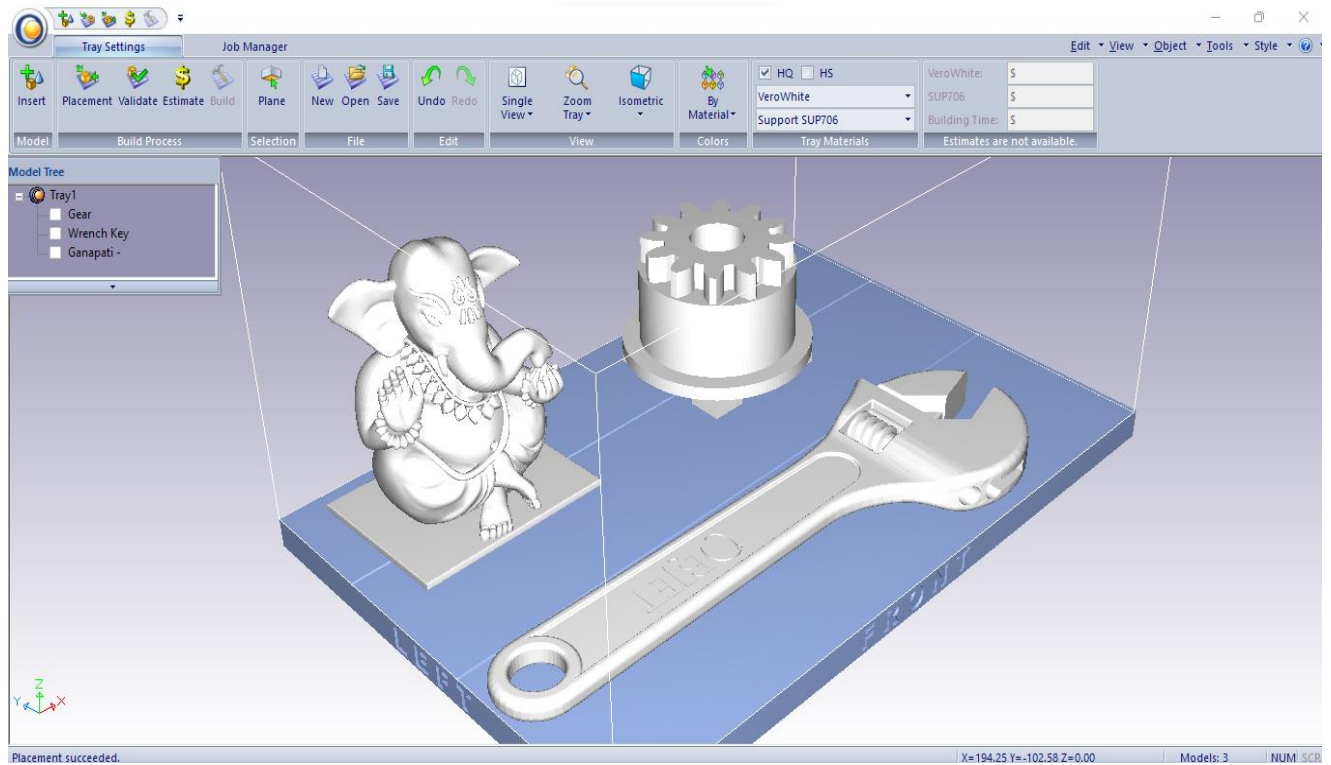 Tray Settings
Job Manager
Edit View Object Tools Style
Insert
Placement Validate Estimate Build
Plane
New Open Save
Undo Redo
Single View
Zoom Tray
Isometric
By Material
HQ HS
VeroWhite
Support SUP706
VeroWhite: $
SUP706 $
Building Time: $
Model
Build Process
Selection
File
Edit
View
Colors
Tray Materials
Estimates are not available.
Model Tree
Tray1
Gear
Wrench Key
Ganapati -
LEFT
FRONT
Z
Y X
Placement succeeded.
X=194.25 Y=-102.58 Z=0.00
Models: 3
NUM SCR